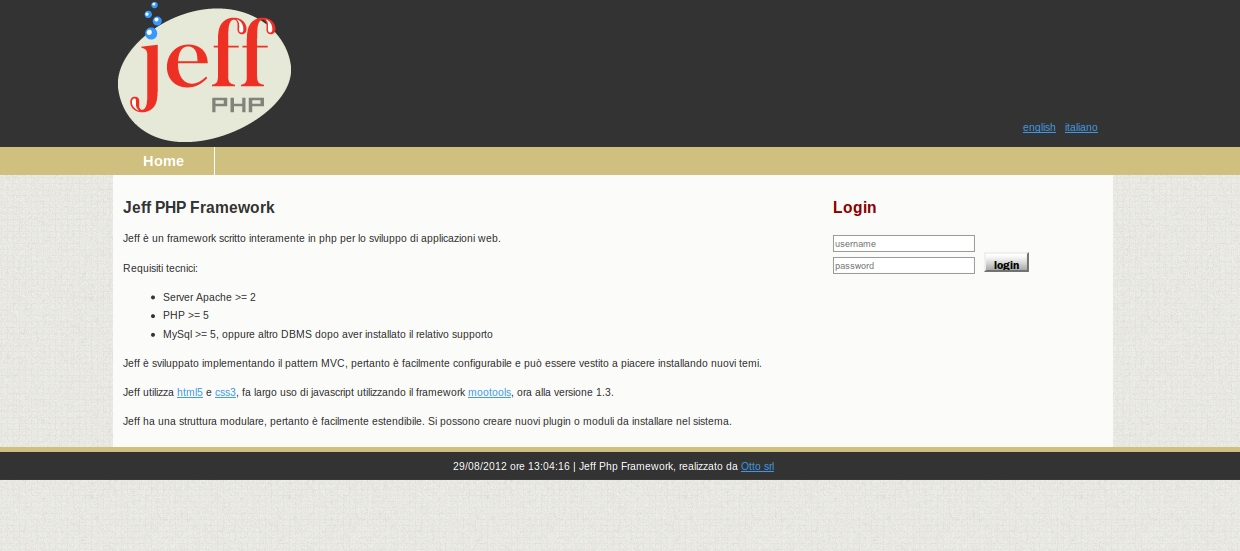 jeff
PHP
english italiano
Home
Jeff PHP Framework
Jeff è un framework scritto interamente in php per lo sviluppo di applicazioni web.
Requisiti tecnici:
Server Apache >= 2
PHP >= 5
MySql >= 5, oppure altro DBMS dopo aver installato il relativo supporto
Jeff è sviluppato implementando il pattern MVC, pertanto è facilmente configurabile e può essere vestito a piacere installando nuovi temi.
Jeff utilizza html5 e css3, fa largo uso di javascript utilizzando il framework mootools, ora alla versione 1.3.
Jeff ha una struttura modulare, pertanto è facilmente estendibile. Si possono creare nuovi plugin o moduli da installare nel sistema.
Login
username
password
login
29/08/2012 ore 13:04:16 | Jeff Php Framework, realizzato da Otto srl